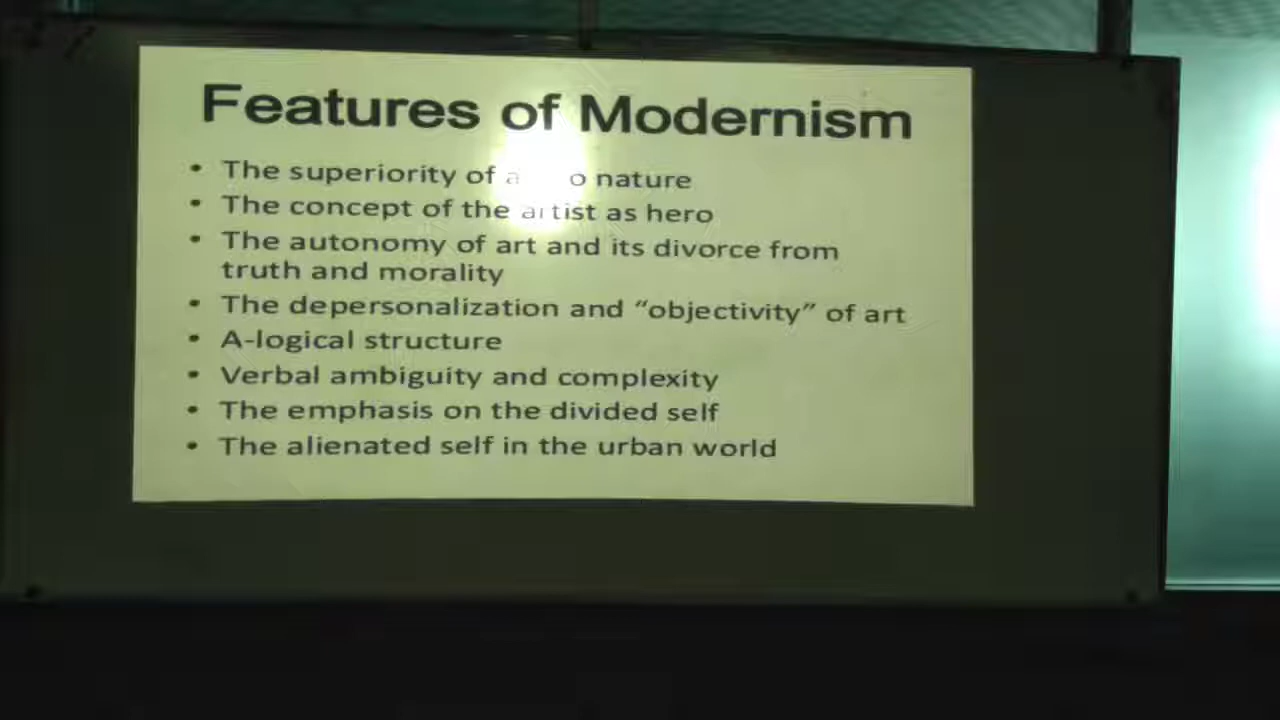 Features of Modernism
• The superiority of nature
• The concept of the artist as hero
• The autonomy of art and its divorce from
truth and morality
• The depersonalization and “objectivity” of art
• A-logical structure
• Verbal ambiguity and complexity
• The emphasis on the divided self
• The alienated self in the urban world